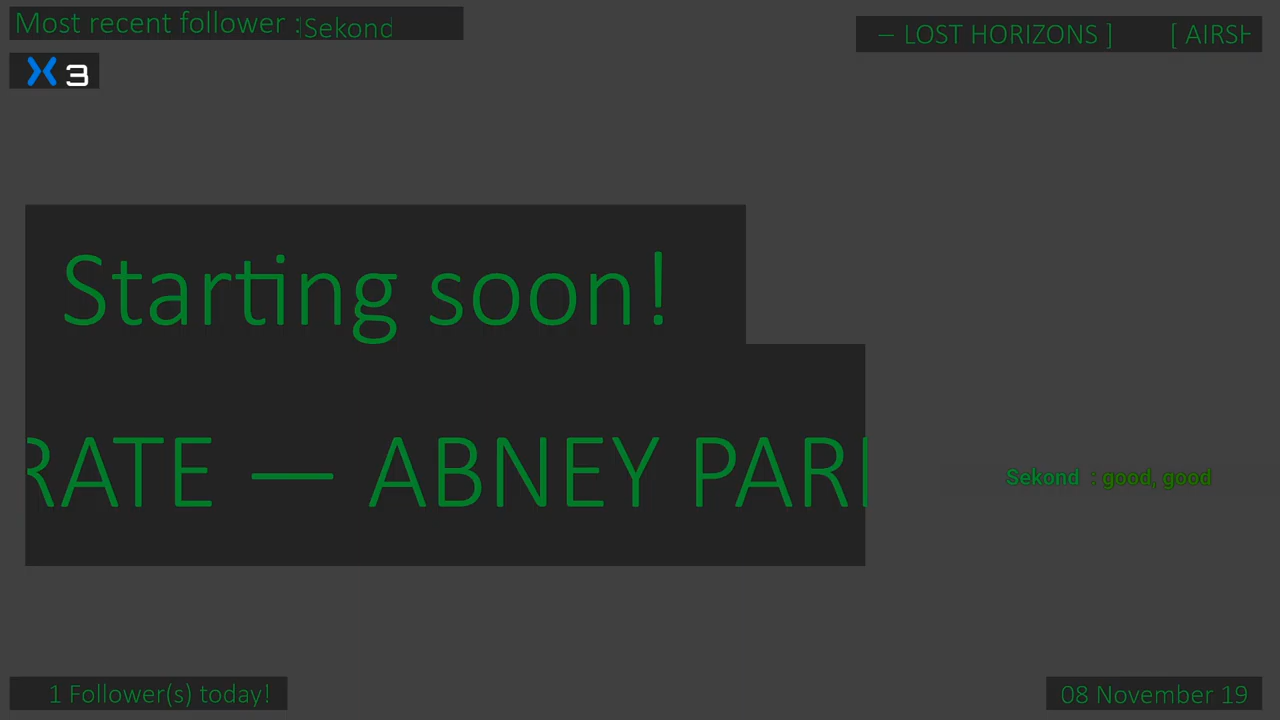 Most recent follower :Sekond
— LOST HORIZONS ] [ AIRSH
3
Starting soon!
RATE — ABNEY PARK
Sekond : good, good
1 Follower(s) today!
08 November 19